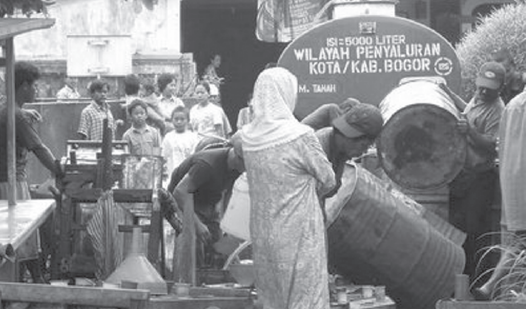 ISI=5000 LITER
WILAYAH PENYALURAN
KOTA/KAB.BOGOR
M. TANAH